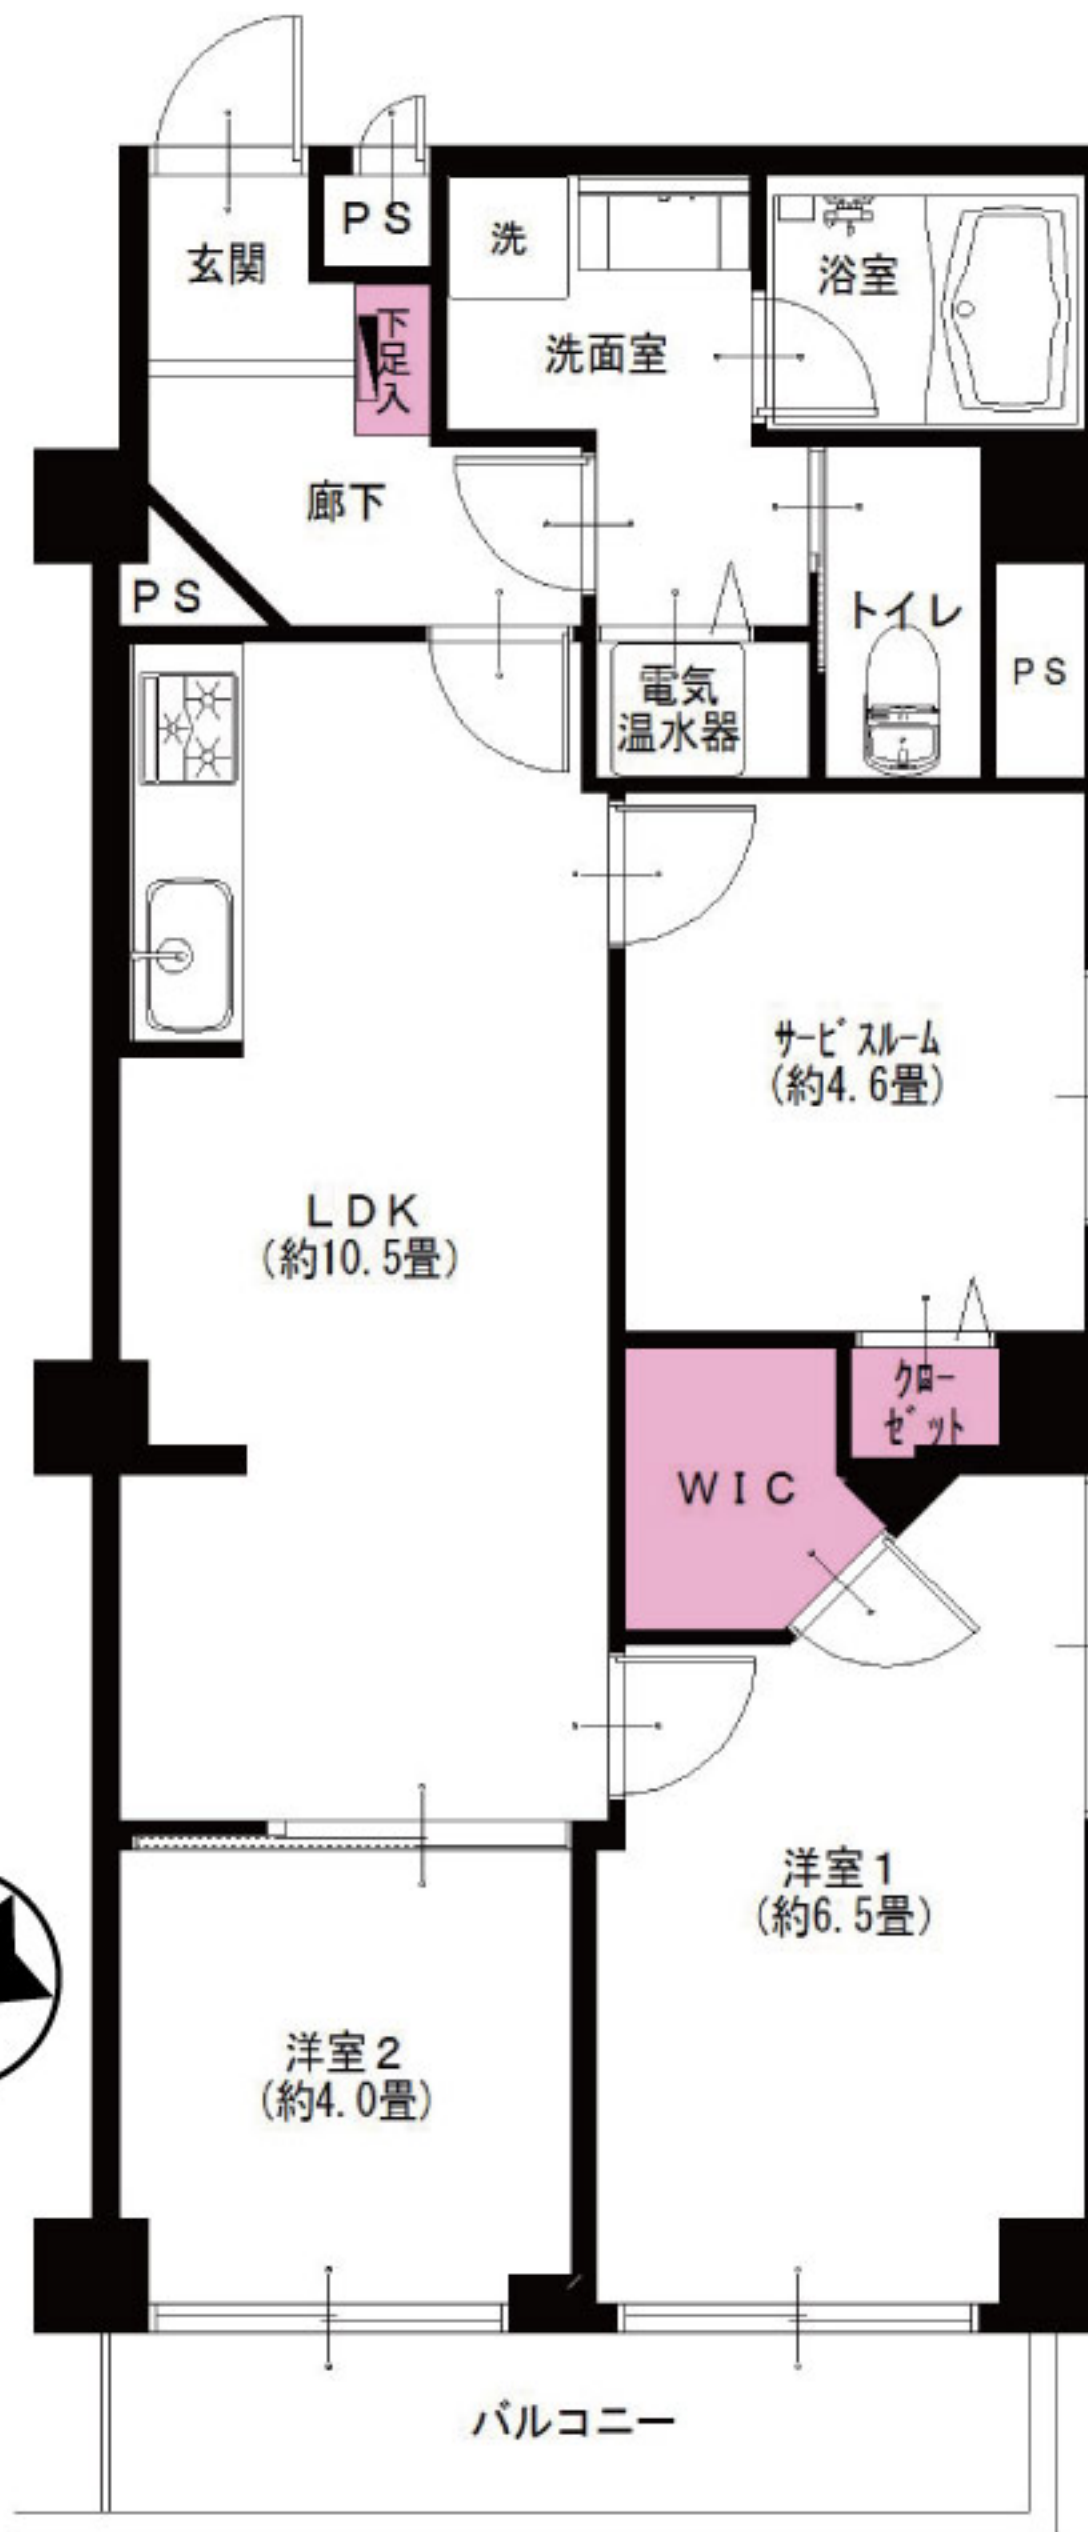 玄関
PS
洗
浴室
下足入
洗面室
廊下
PS
トイレ
PS
電気
温水器
サービスルーム
(約4.6畳)
LDK
(約10.5畳)
クローゼット
WIC
洋室1
(約6.5畳)
洋室2
(約4.0畳)
バルコニー